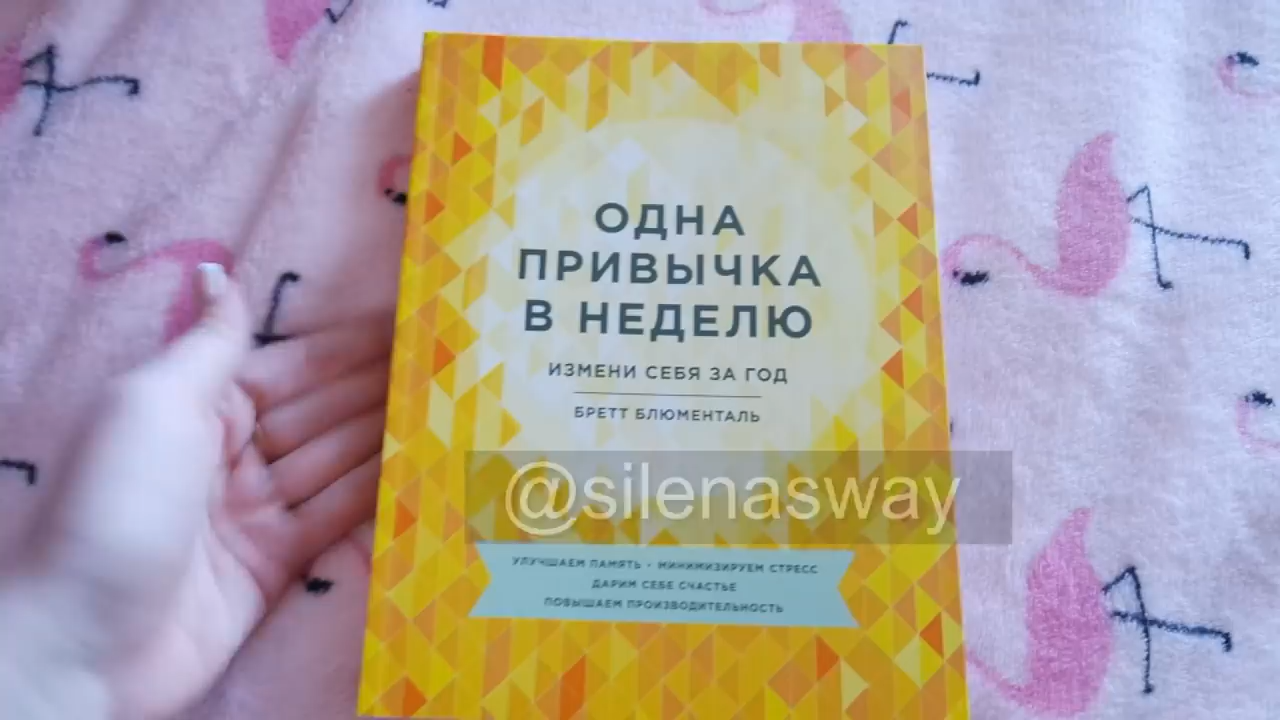 ОДНА
ПРИВЫЧКА
В НЕДЕЛЮ
ИЗМЕНИ СЕБЯ ЗА ГОД
БРЕТТ БЛЮМЕНТАЛЬ
@silenasway
УЛУЧШАЕМ ПАМЯТЬ • МИНИМИЗИРУЕМ СТРЕСС
ДАРИМ СЕБЕ СЧАСТЬЕ
ПОВЫШАЕМ ПРОИЗВОДИТЕЛЬНОСТЬ